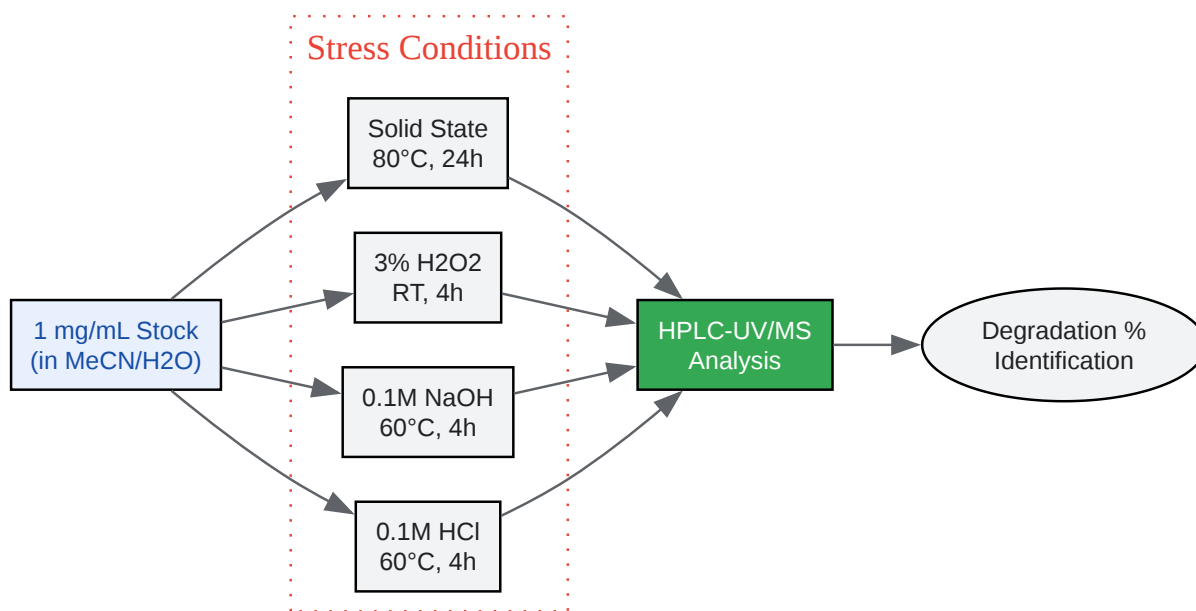 Stress Conditions
Solid State
80°C, 24h
3% H2O2
RT, 4h
1 mg/mL Stock
(in MeCN/H2O)
HPLC-UV/MS
Analysis
Degradation %
Identification
0.1M NaOH
60°C, 4h
0.1M HCl
60°C, 4h